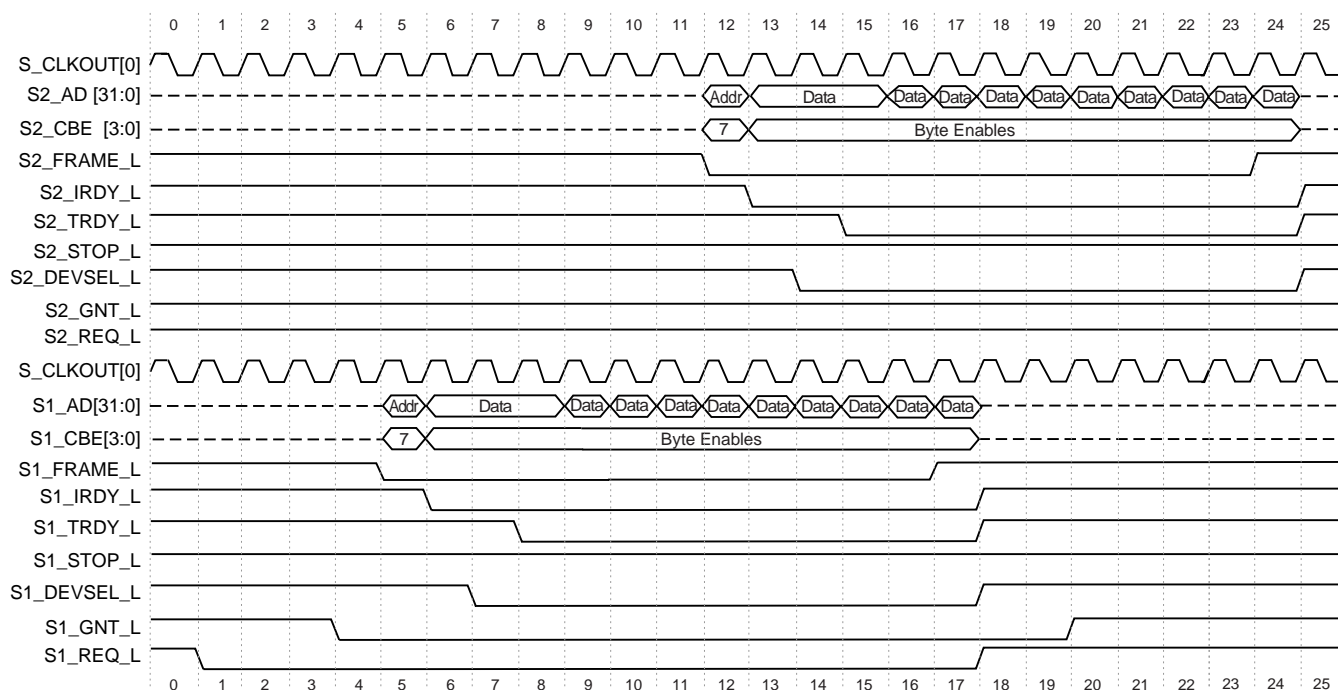 0 1 2 3 4 5 6 7 8 9 10 11 12 13 14 15 16 17 18 19 20 21 22 23 24 25
S_CLKOUT[0]
S2_AD [31:0] Addr Data Data Data Data Data Data Data Data Data Data
S2_CBE [3:0] 7 Byte Enables
S2_FRAME_L
S2_IRDY_L
S2_TRDY_L
S2_STOP_L
S2_DEVSEL_L
S2_GNT_L
S2_REQ_L
S_CLKOUT[0]
S1_AD[31:0] Addr Data Data Data Data Data Data Data Data Data Data
S1_CBE[3:0] 7 Byte Enables
S1_FRAME_L
S1_IRDY_L
S1_TRDY_L
S1_STOP_L
S1_DEVSEL_L
S1_GNT_L
S1_REQ_L
0 1 2 3 4 5 6 7 8 9 10 11 12 13 14 15 16 17 18 19 20 21 22 23 24 25